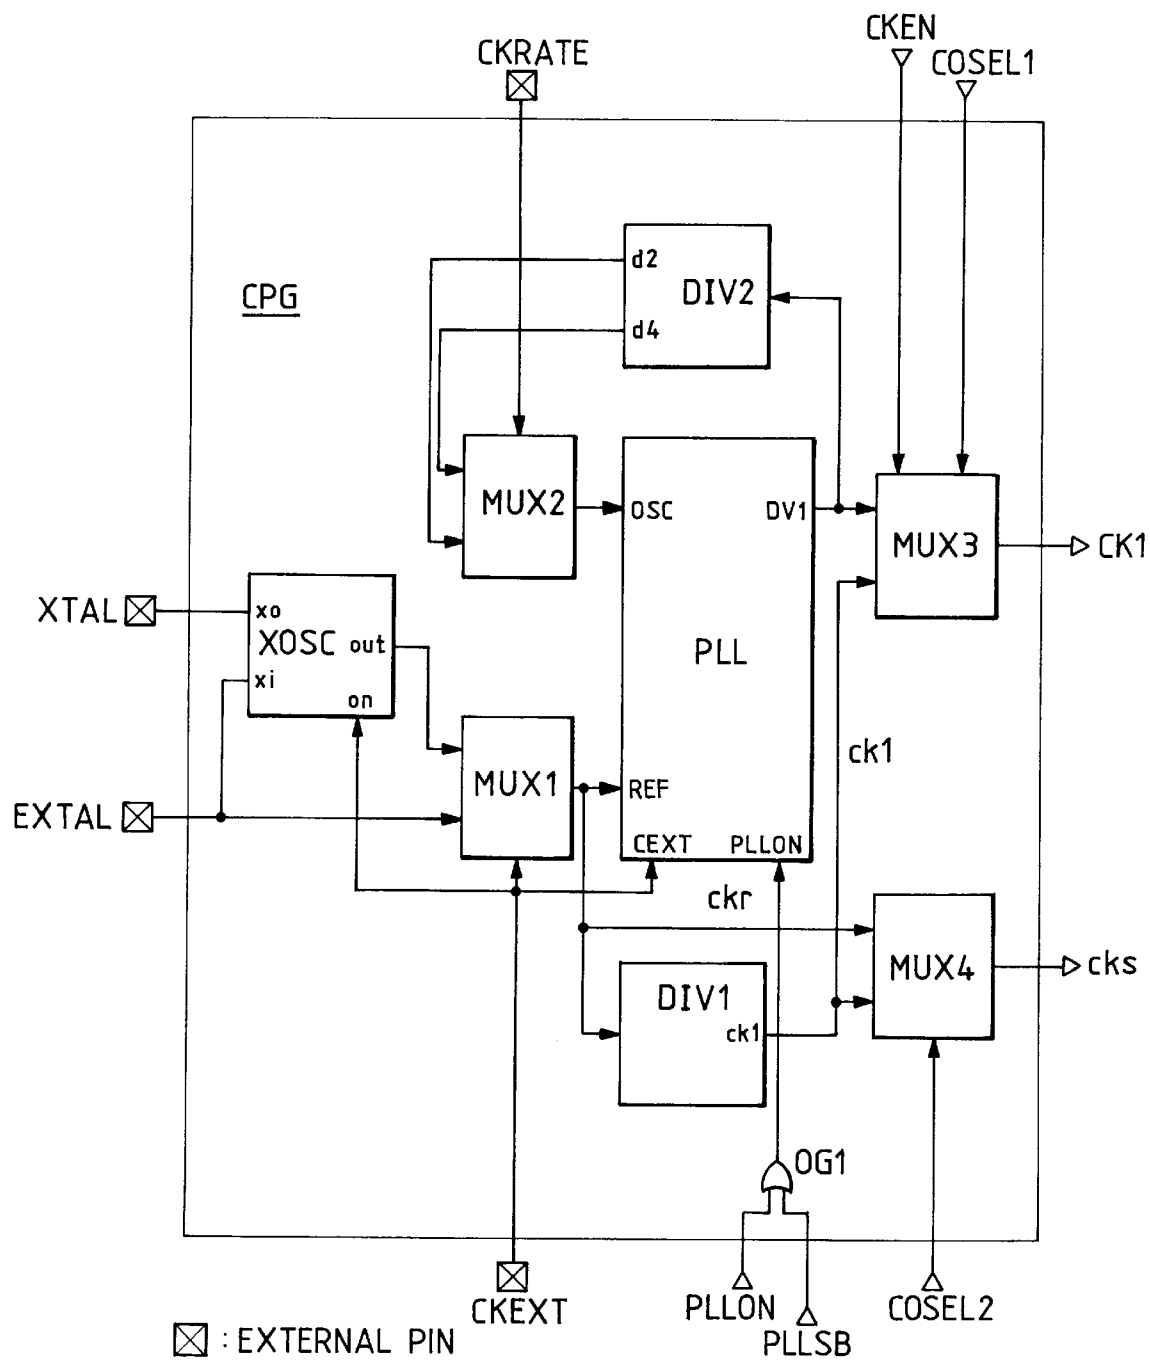 CKEN
CKRATE
COSEL1
CPG
d2
DIV2
d4
MUX2
OSC
DV1
MUX3
CK1
XTAL
xo
XOSC
out
xi
on
PLL
ck1
MUX1
REF
EXTAL
CEXT
PLLON
ckr
MUX4
cks
DIV1
ck1
OG1
CKEXT
PLLON
COSEL2
PLLSB
: EXTERNAL PIN